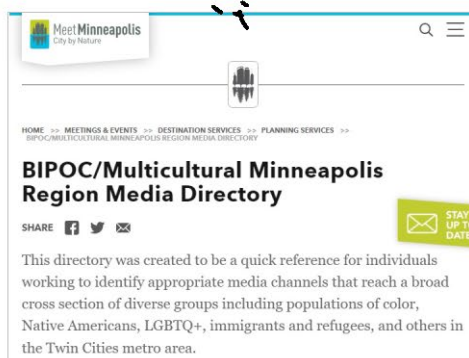 Meet Minneapolis
City by Nature
HOME >> MEETINGS & EVENTS >> DESTINATION SERVICES >> PLANNING SERVICES >>
BIPOC/MULTICULTURAL MINNEAPOLIS REGION MEDIA DIRECTORY
BIPOC/Multicultural Minneapolis
Region Media Directory
SHARE
STAY
UP TO
DATE
This directory was created to be a quick reference for individuals
working to identify appropriate media channels that reach a broad
cross section of diverse groups including populations of color,
Native Americans, LGBTQ+, immigrants and refugees, and others in
the Twin Cities metro area.